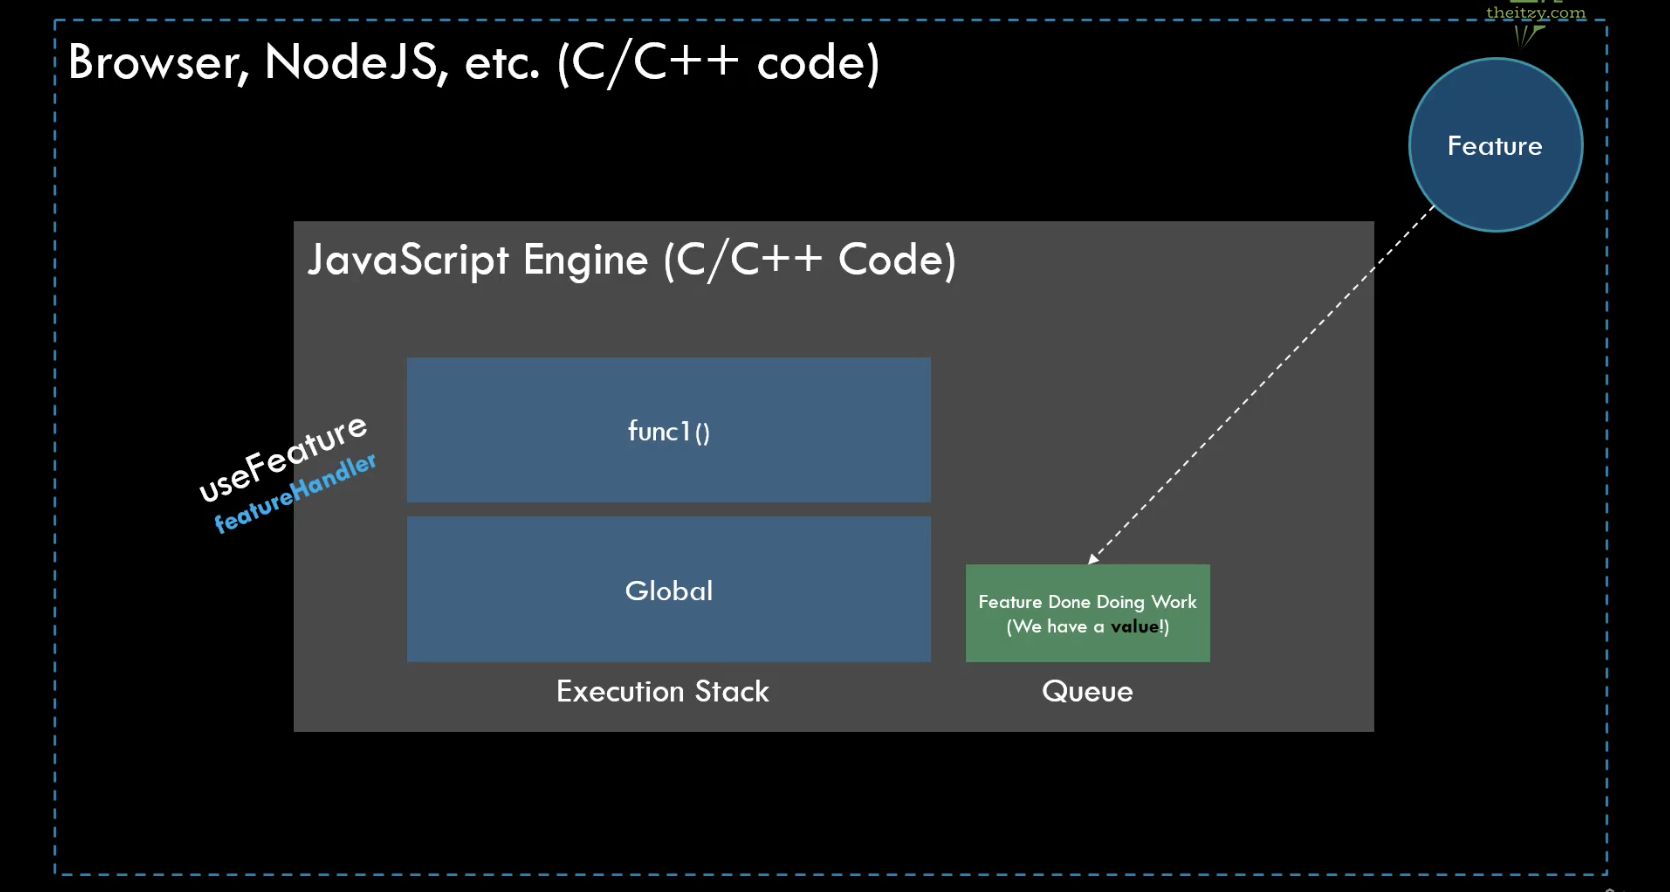 theitzy.com
Browser, NodeJS, etc. (C/C++ code)
Feature
JavaScript Engine (C/C++ Code)
func1()
useFeature
featureHandler
Global
Feature Done Doing Work
(We have a value!)
Execution Stack
Queue